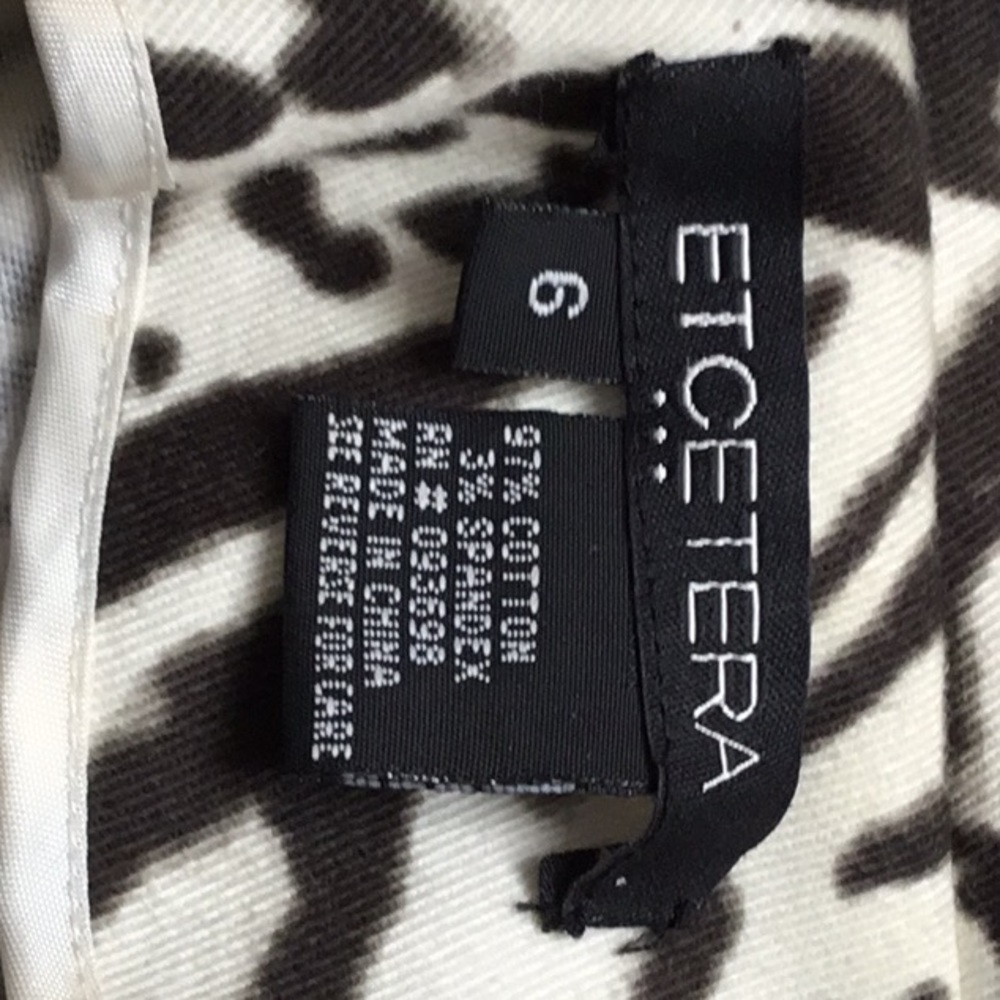 ETCETERA
6
97% COTTON
3% SPANDEX
RN # 093698
MADE IN CHINA
SEE REVERSE FOR CARE